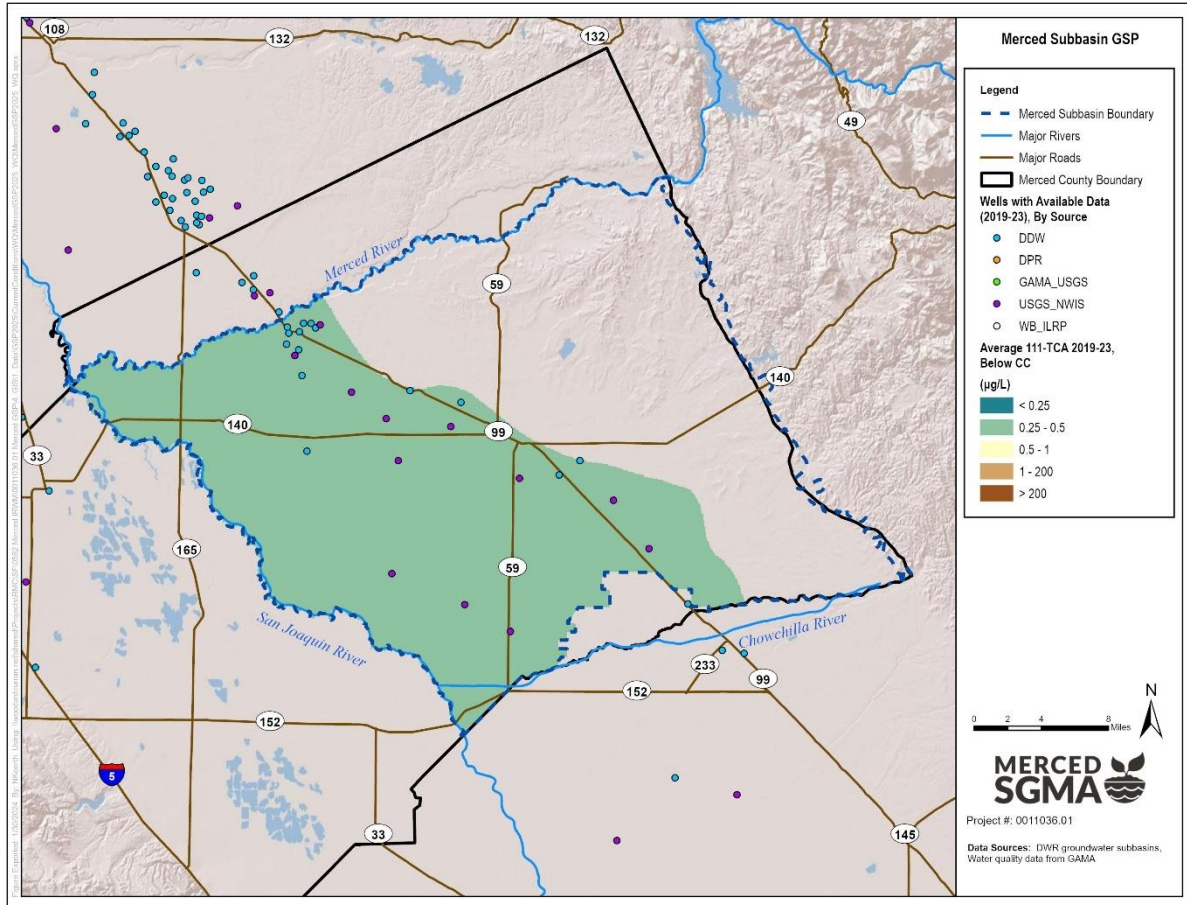 Merced Subbasin GSP
Legend
Merced Subbasin Boundary
Major Rivers
Major Roads
Merced County Boundary
Wells with Available Data
(2019-23), By Source
DDW
DPR
GAMA_USGS
USGS_NWIS
WB_ILRP
Average 111-TCA 2019-23,
Below CC
(µg/L)
< 0.25
0.25 - 0.5
0.5 - 1
1 - 200
> 200
N
0 2 4 8
Miles
MERCED
SGMA
Project #: 0011036.01
Data Sources: DWR groundwater subbasins,
Water quality data from GAMA
108
132
132
49
Merced River
59
140
140
99
33
165
59
San Joaquin River
Chowchilla River
233
99
152
152
5
33
145